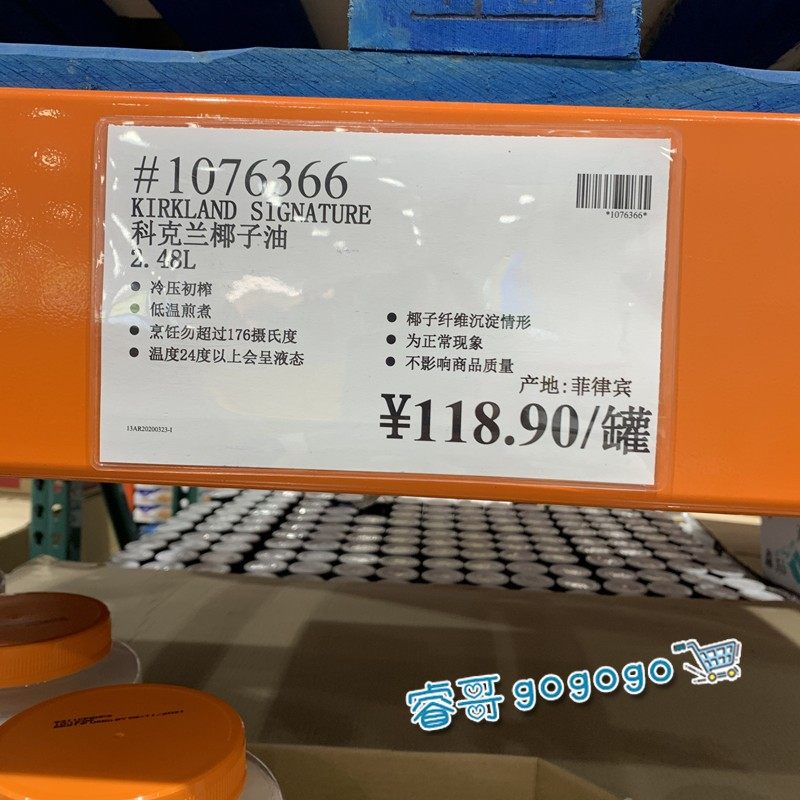 #1076366
*1076366*
KIRKLAND SIGNATURE
科克兰椰子油
2.48L
● 冷压初榨
● 低温煎煮
● 烹饪勿超过176摄氏度
● 温度24度以上会呈液态
● 椰子纤维沉淀情形
● 为正常现象
● 不影响商品质量
产地:菲律宾
¥118.90/罐
13AR20200323-I
睿哥gogogo